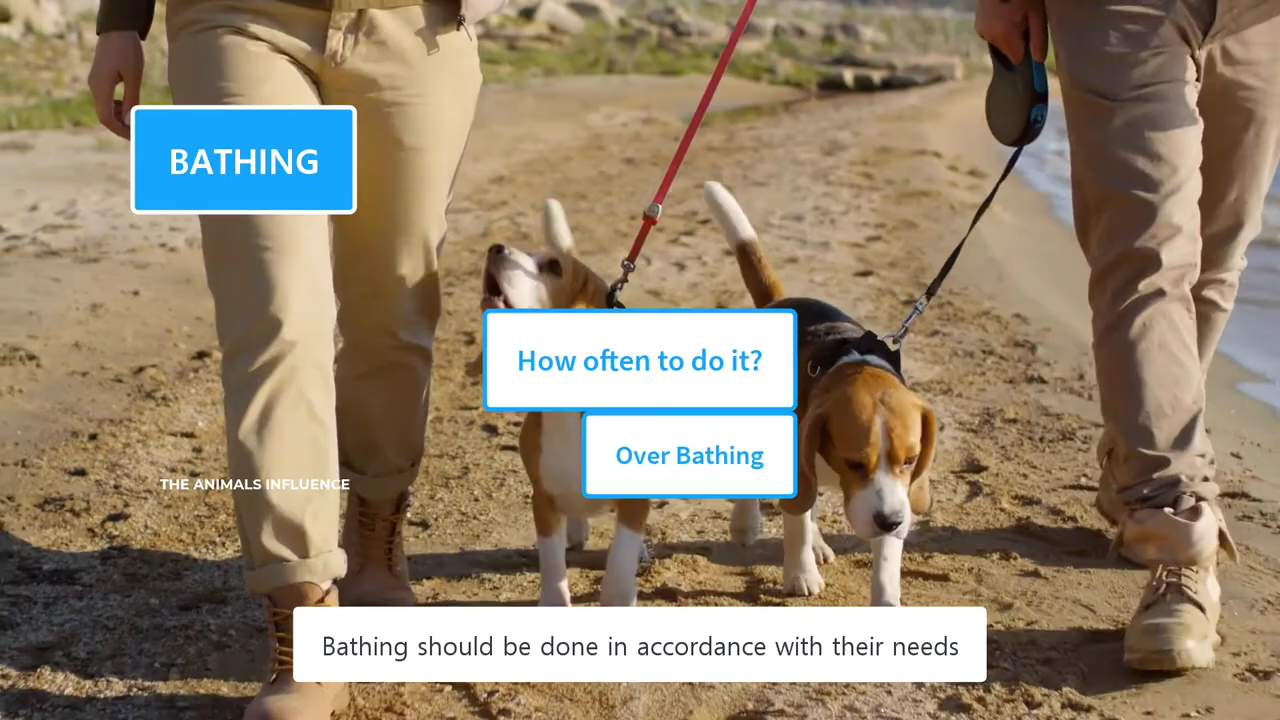 BATHING
How often to do it?
Over Bathing
THE ANIMALS INFLUENCE
Bathing should be done in accordance with their needs